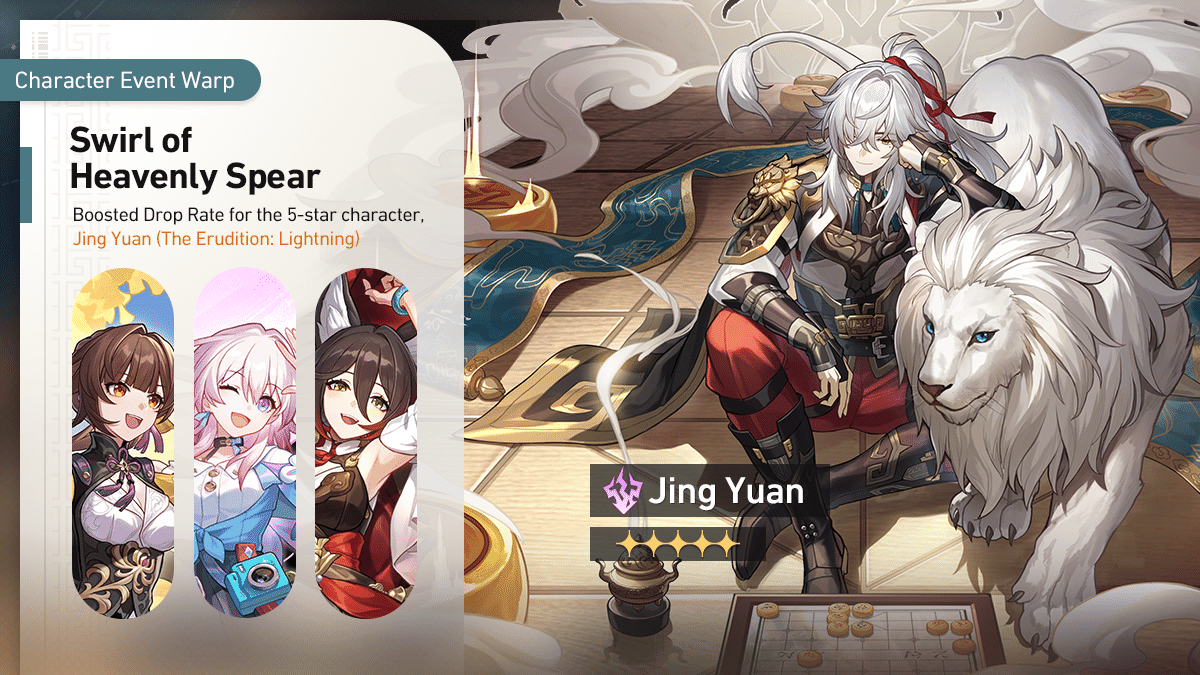 Character Event Warp
Swirl of
Heavenly Spear
Boosted Drop Rate for the 5-star character,
Jing Yuan (The Erudition: Lightning)
Jing Yuan